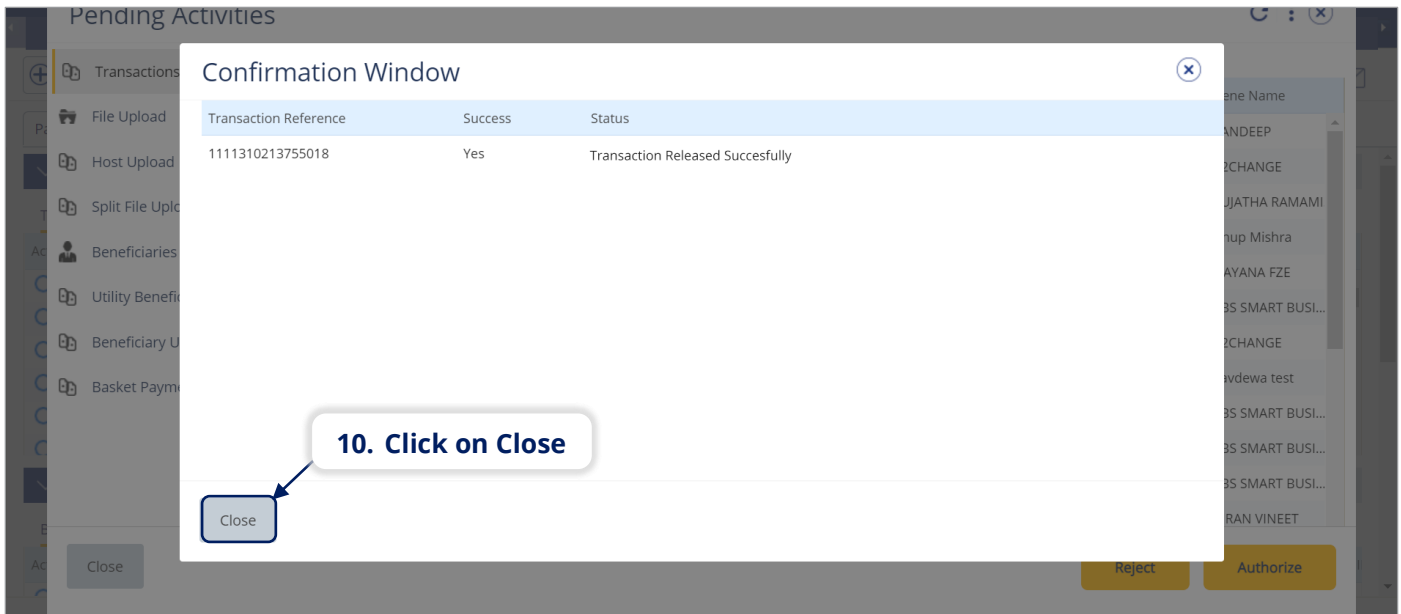 Pending Activities
Transactions
Confirmation Window
File Upload
Transaction Reference Success Status
1111310213755018 Yes Transaction Released Succesfully
Host Upload
Split File Uplo
Beneficiaries
Utility Benefic
Beneficiary U
Basket Payme
ene Name
ANDEEP
2CHANGE
UJATHA RAMAMI
nup Mishra
AYANA FZE
BS SMART BUSI...
2CHANGE
avdewa test
BS SMART BUSI...
BS SMART BUSI...
BS SMART BUSI...
RAN VINEET
10. Click on Close
Close
Close
Reject
Authorize